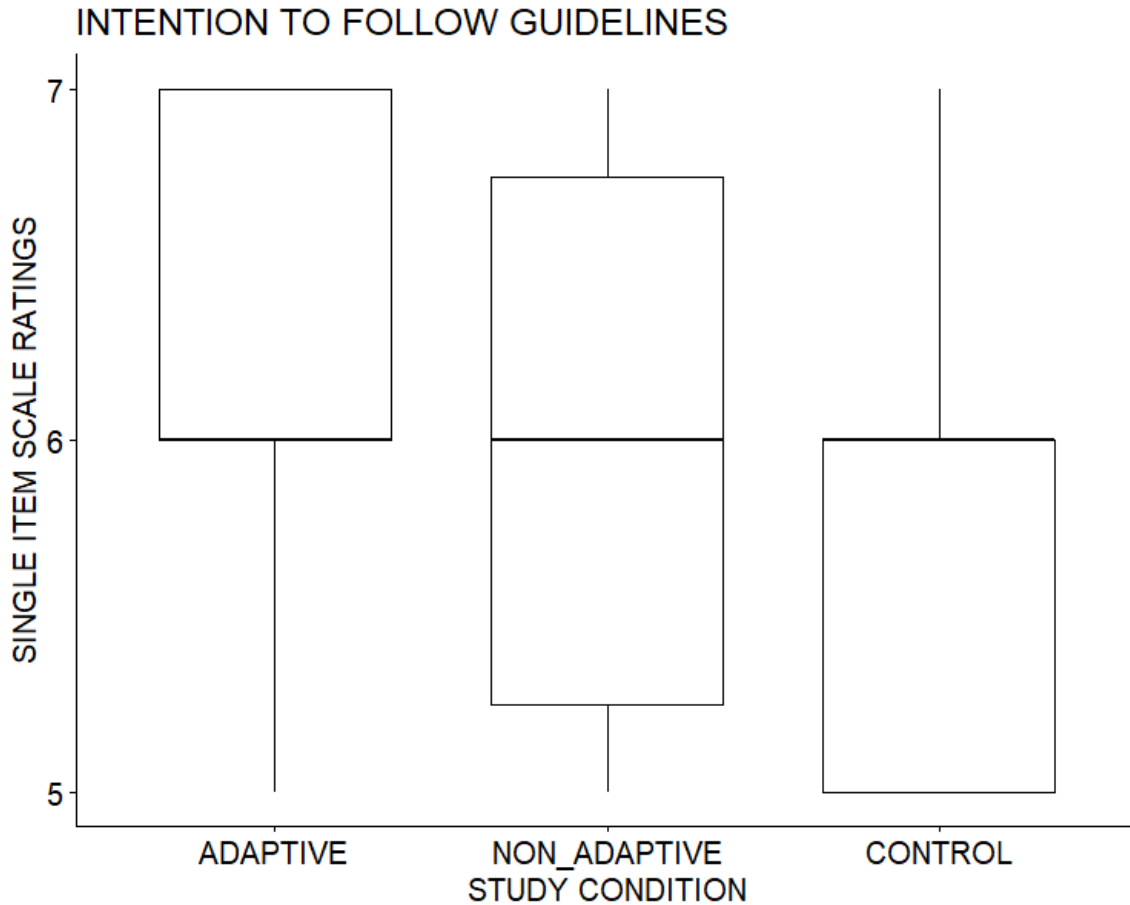 INTENTION TO FOLLOW GUIDELINES
SINGLE ITEM SCALE RATINGS
7
6
5
ADAPTIVE
NON_ADAPTIVE
CONTROL
STUDY CONDITION